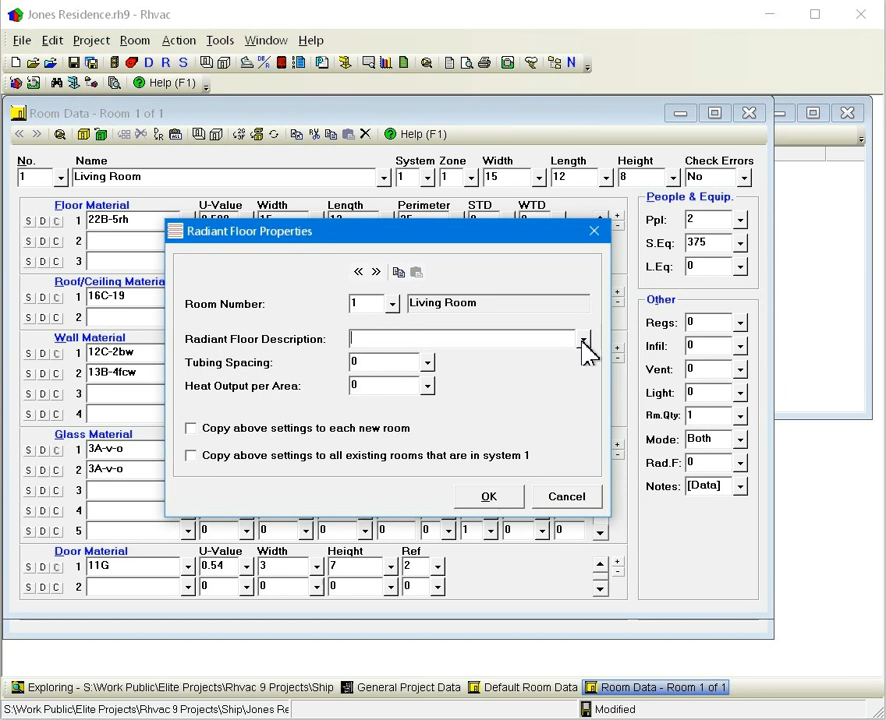 Jones Residence.rh9 - Rhvac
File Edit Project Room Action Tools Window Help
D R S N
Help (F1)
Room Data - Room 1 of 1
Help (F1)
No. Name System Zone Width Length Height Check Errors
1 Living Room 1 1 15 12 8 No
Floor Material U-Value Width Length Perimeter STD WTD
S D C 1 22B-5rh
S D C 2
S D C 3
Roof/Ceiling Materia
S D C 1 16C-19
S D C 2
Wall Material
S D C 1 12C-2bw
S D C 2 13B-4fcw
S D C 3
S D C 4
Glass Material
S D C 1 3A-v-o
S D C 2 3A-v-o
S D C 3
S D C 4
S D C 5 0 0 0 0 1 0 0
Door Material U-Value Width Height Ref
S D C 1 11G 0.54 3 7 2
S D C 2 0 0 0 0
People & Equip.
Ppl: 2
S.Eq: 375
L.Eq: 0
Other
Regs: 0
Infil: 0
Vent: 0
Light: 0
Rm.Qty: 1
Mode: Both
Rad.F: 0
Notes: [Data]
Radiant Floor Properties
Room Number: 1 Living Room
Radiant Floor Description:
Tubing Spacing: 0
Heat Output per Area: 0
Copy above settings to each new room
Copy above settings to all existing rooms that are in system 1
OK Cancel
Exploring - S:\Work Public\Elite Projects\Rhvac 9 Projects\Ship General Project Data Default Room Data Room Data - Room 1 of 1
S:\Work Public\Elite Projects\Rhvac 9 Projects\Ship\Jones Re Modified